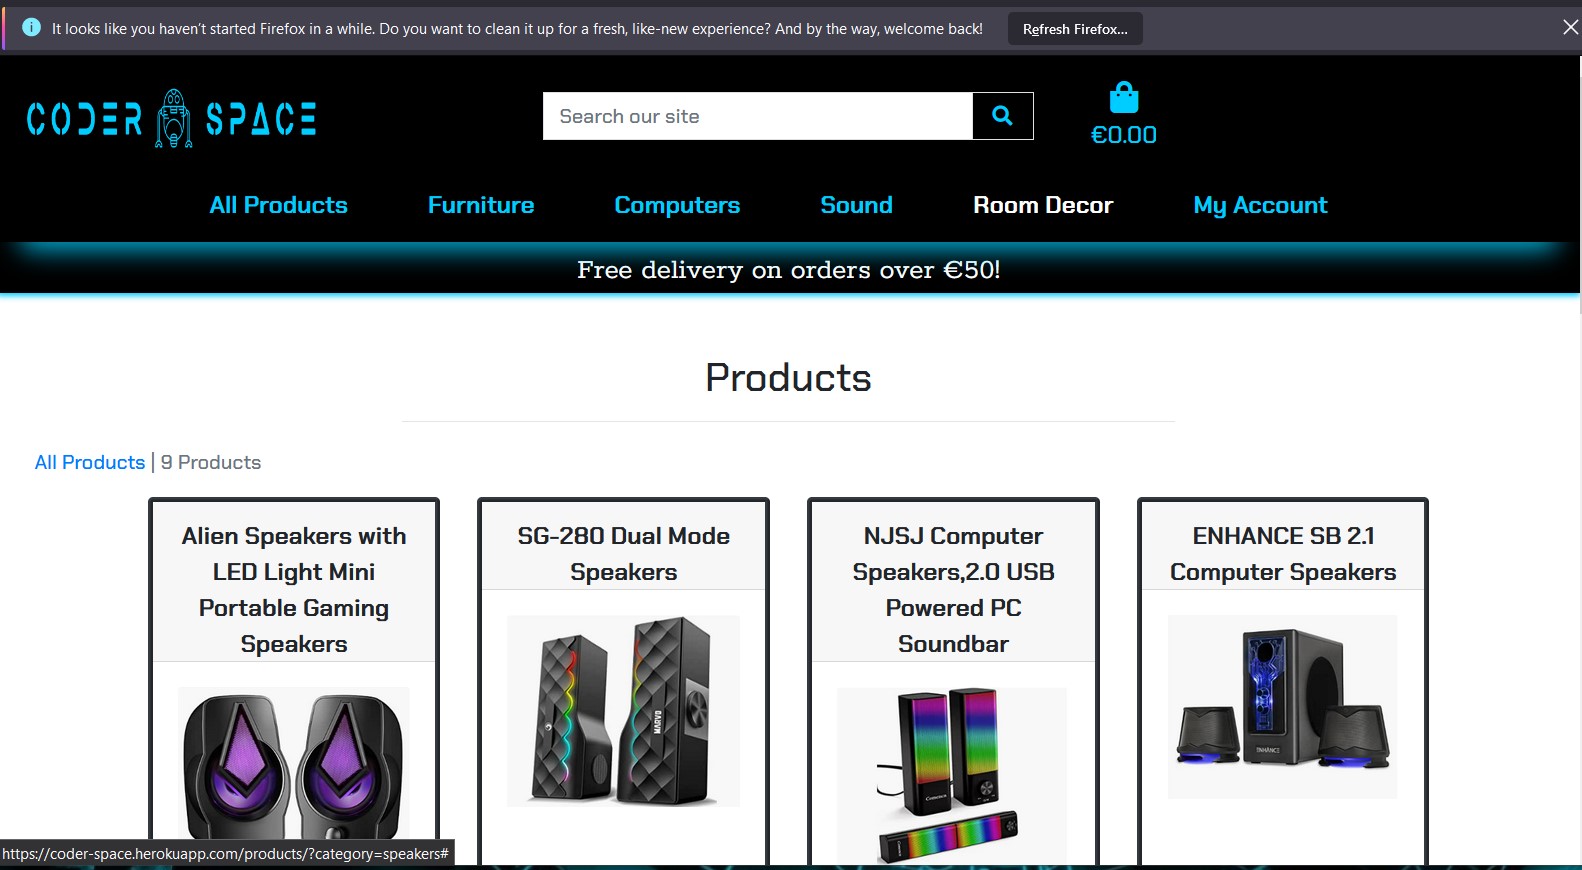 It looks like you haven’t started Firefox in a while. Do you want to clean it up for a fresh, like-new experience? And by the way, welcome back!
Refresh Firefox...
CODER SPACE
Search our site
€0.00
All Products
Furniture
Computers
Sound
Room Decor
My Account
Free delivery on orders over €50!
Products
All Products | 9 Products
Alien Speakers with
LED Light Mini
Portable Gaming
Speakers
SG-280 Dual Mode
Speakers
MARVO
NJSJ Computer
Speakers,2.0 USB
Powered PC
Soundbar
ENHANCE SB 2.1
Computer Speakers
ENHANCE
https://coder-space.herokuapp.com/products/?category=speakers#